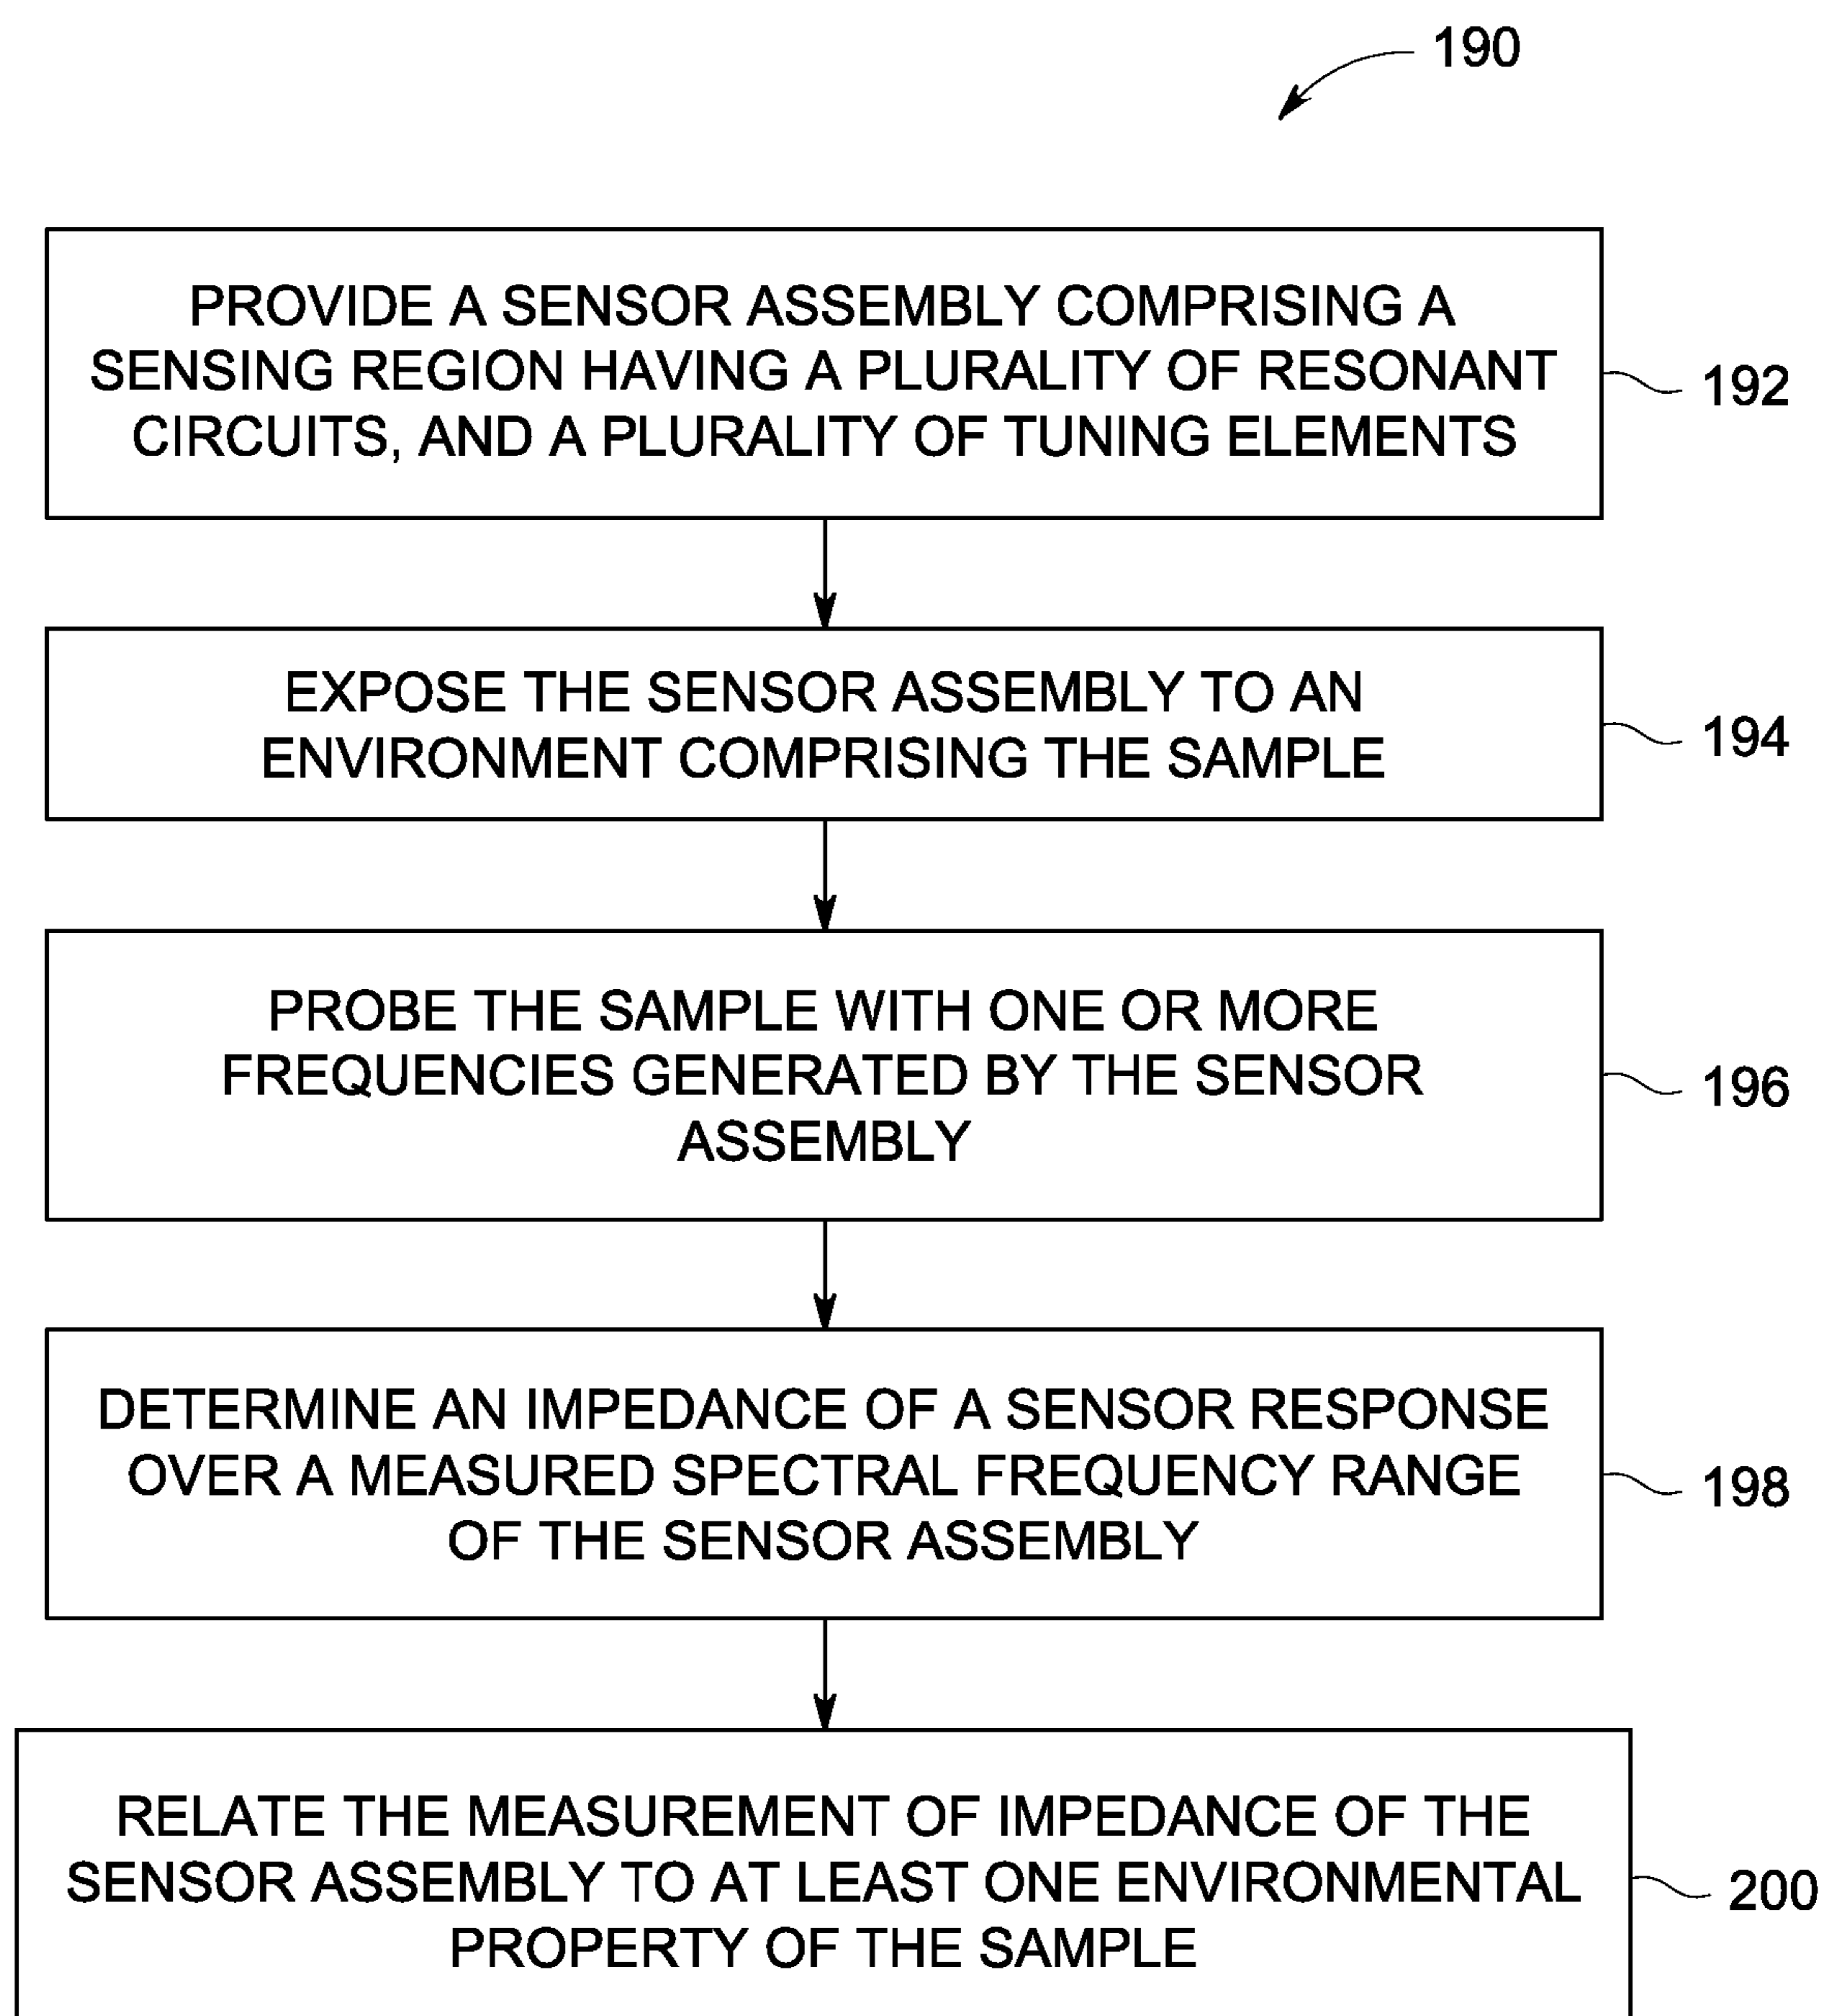 190
PROVIDE A SENSOR ASSEMBLY COMPRISING A
SENSING REGION HAVING A PLURALITY OF RESONANT
CIRCUITS, AND A PLURALITY OF TUNING ELEMENTS
192
EXPOSE THE SENSOR ASSEMBLY TO AN
ENVIRONMENT COMPRISING THE SAMPLE
194
PROBE THE SAMPLE WITH ONE OR MORE
FREQUENCIES GENERATED BY THE SENSOR
ASSEMBLY
196
DETERMINE AN IMPEDANCE OF A SENSOR RESPONSE
OVER A MEASURED SPECTRAL FREQUENCY RANGE
OF THE SENSOR ASSEMBLY
198
RELATE THE MEASUREMENT OF IMPEDANCE OF THE
SENSOR ASSEMBLY TO AT LEAST ONE ENVIRONMENTAL
PROPERTY OF THE SAMPLE
200